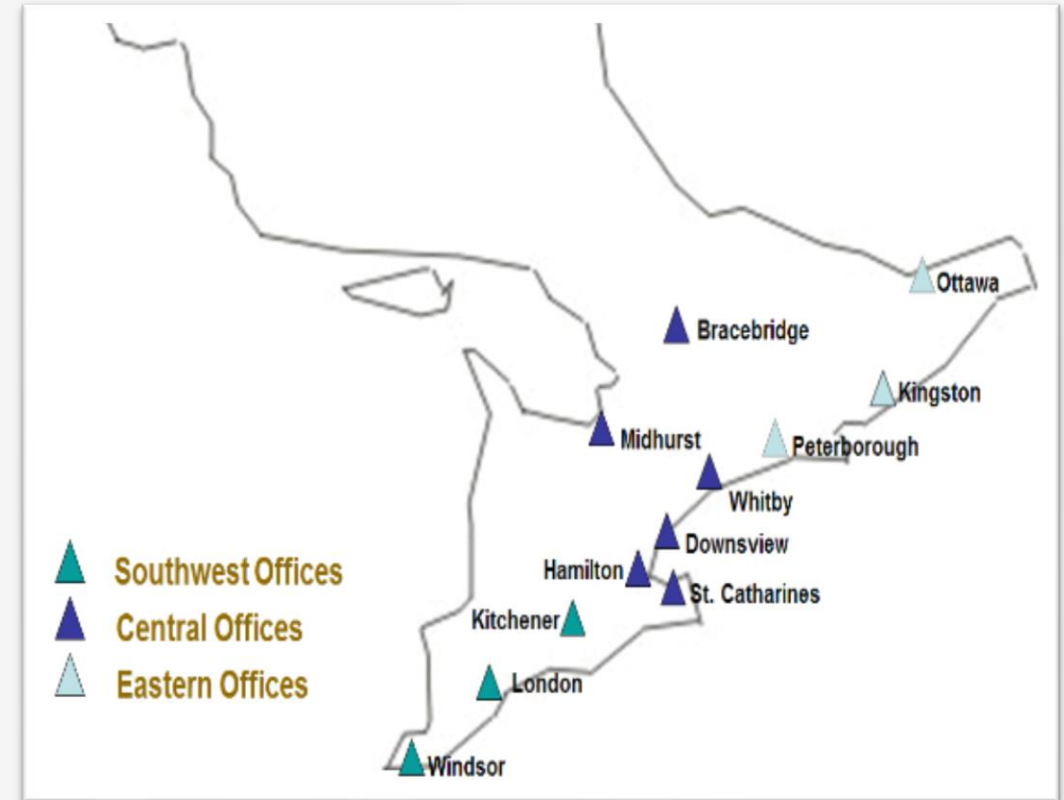 Ottawa
Bracebridge
Kingston
Midhurst
Peterborough
Whitby
Downsview
Hamilton
St. Catharines
Kitchener
London
Windsor
Southwest Offices
Central Offices
Eastern Offices